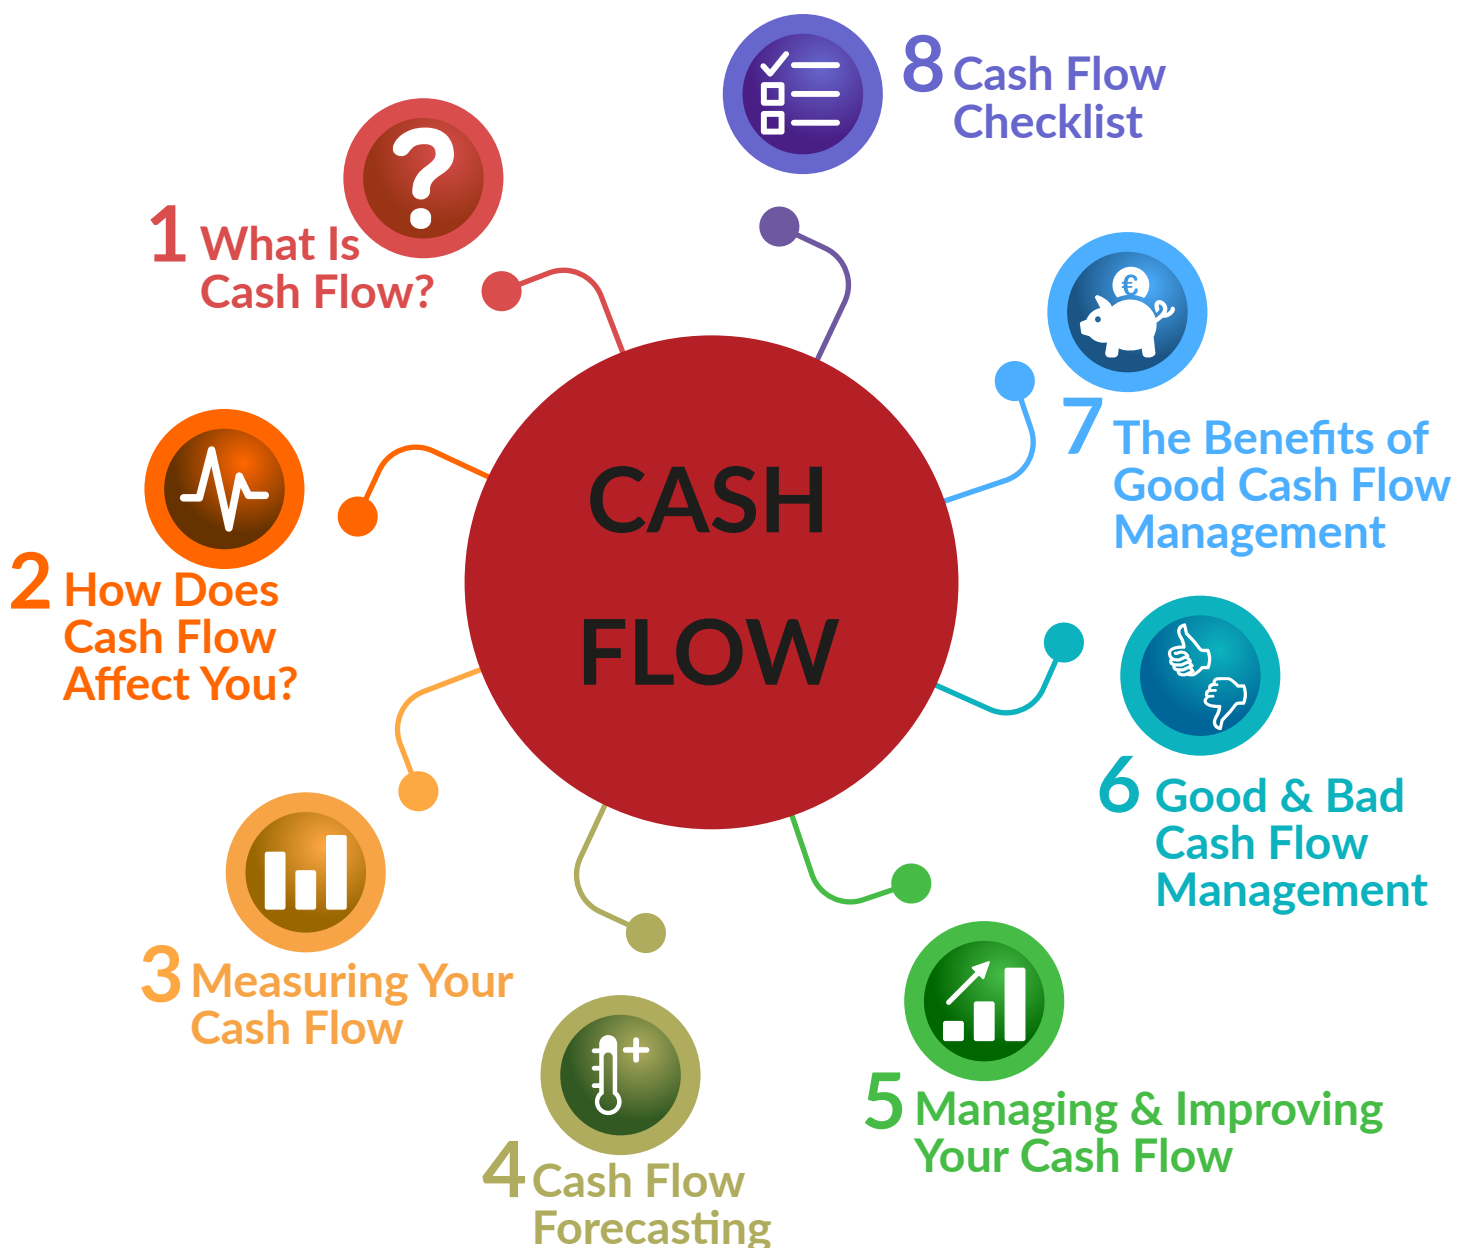 CASH
FLOW
1 What Is
Cash Flow?
2 How Does
Cash Flow
Affect You?
3 Measuring Your
Cash Flow
4 Cash Flow
Forecasting
5 Managing & Improving
Your Cash Flow
6 Good & Bad
Cash Flow
Management
7 The Benefits of
Good Cash Flow
Management
€
8 Cash Flow
Checklist